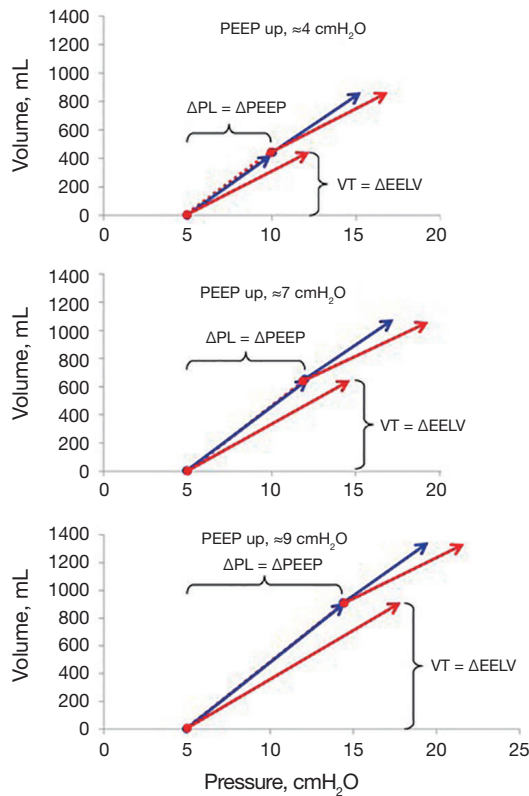 PEEP up, ≈4 cmH₂O
Volume, mL
1400
1200
1000
800
600
400
200
0
ΔPL = ΔPEEP
VT = ΔEELV
0 5 10 15 20
PEEP up, ≈7 cmH₂O
Volume, mL
1400
1200
1000
800
600
400
200
0
ΔPL = ΔPEEP
VT = ΔEELV
0 5 10 15 20
PEEP up, ≈9 cmH₂O
Volume, mL
1400
1200
1000
800
600
400
200
0
ΔPL = ΔPEEP
VT = ΔEELV
0 5 10 15 20 25
Pressure, cmH₂O